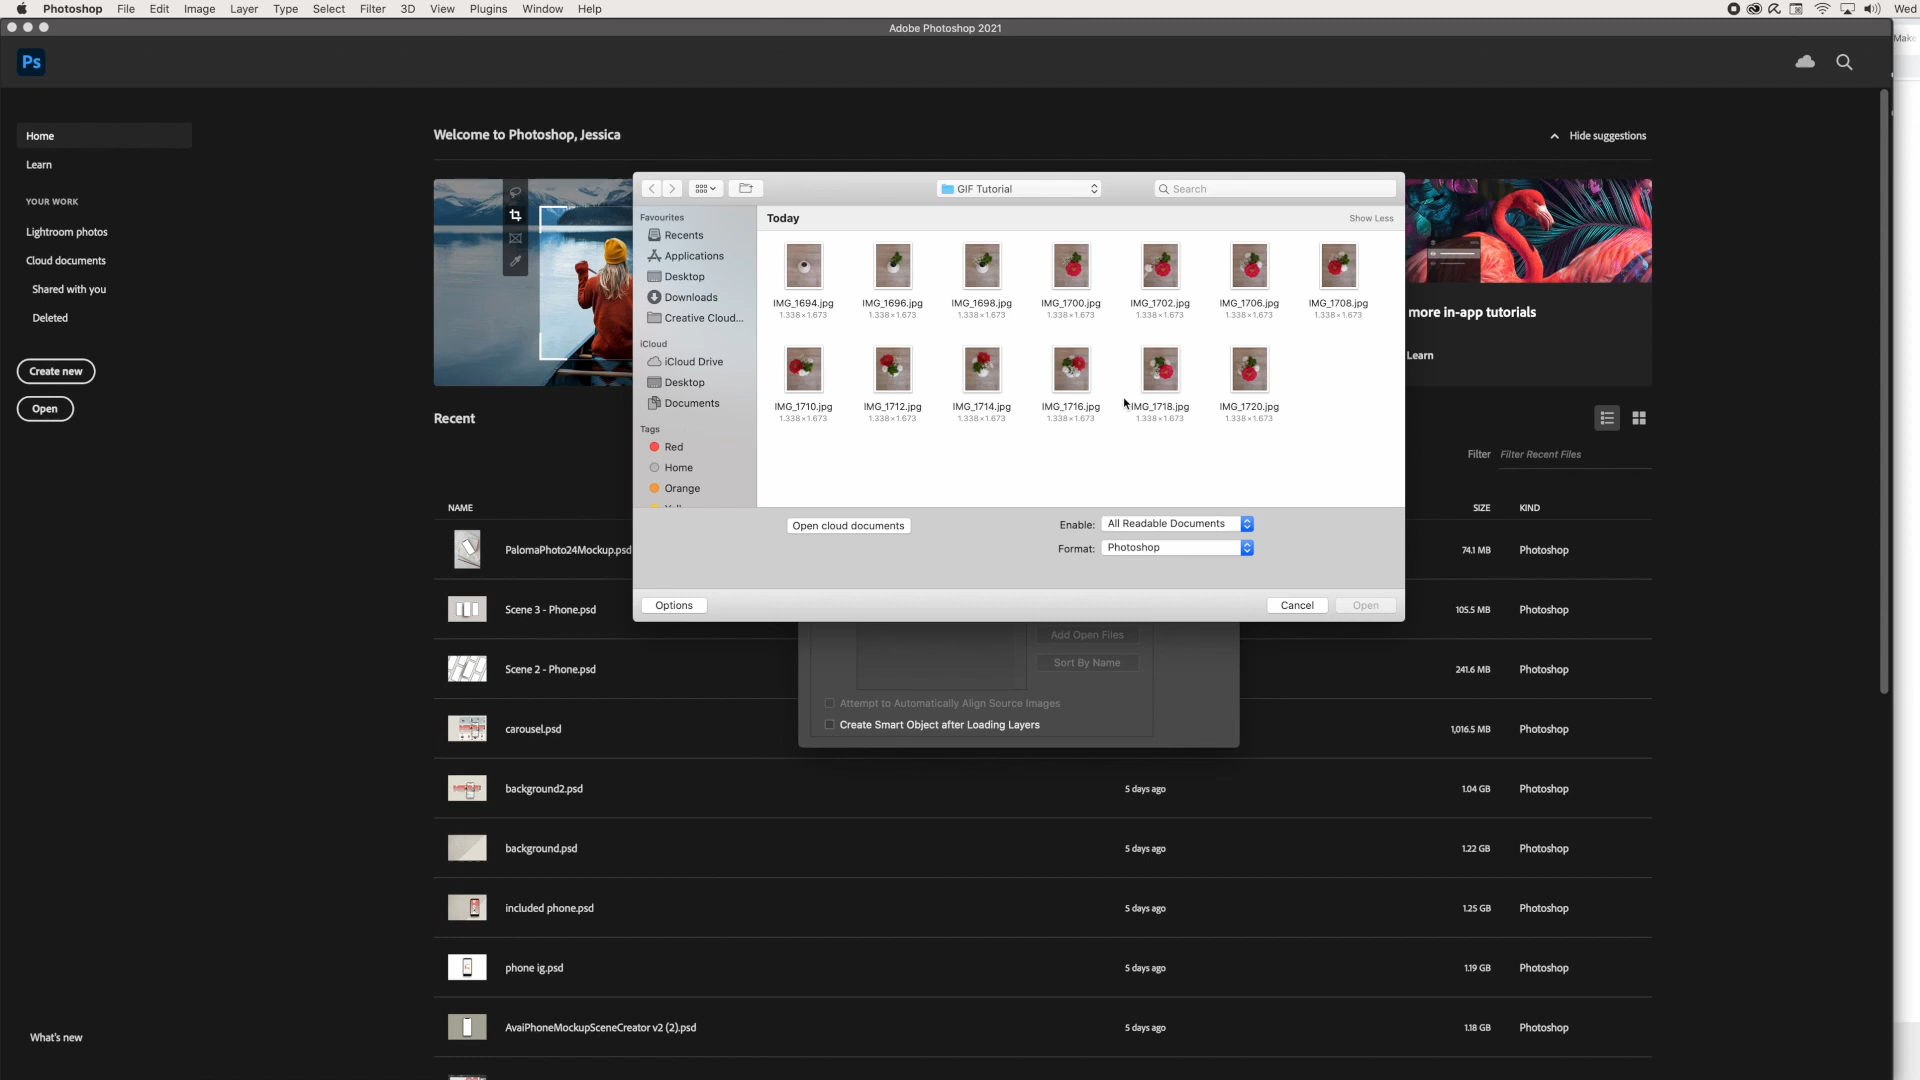 Photoshop File Edit Image Layer Type Select Filter 3D View Plugins Window Help Wed
Adobe Photoshop 2021
Make
Ps
Home
Welcome to Photoshop, Jessica
Hide suggestions
Learn
YOUR WORK
Lightroom photos
Cloud documents
Shared with you
Deleted
Create new
Open
GIF Tutorial
Search
Favourites
Recents
Applications
Desktop
Downloads
Creative Cloud...
iCloud
iCloud Drive
Desktop
Documents
Tags
Red
Home
Orange
Today
Show Less
IMG_1694.jpg IMG_1696.jpg IMG_1698.jpg IMG_1700.jpg IMG_1702.jpg IMG_1706.jpg IMG_1708.jpg
1.338×1.673 1.338×1.673 1.338×1.673 1.338×1.673 1.338×1.673 1.338×1.673 1.338×1.673
IMG_1710.jpg IMG_1712.jpg IMG_1714.jpg IMG_1716.jpg IMG_1718.jpg IMG_1720.jpg
1.338×1.673 1.338×1.673 1.338×1.673 1.338×1.673 1.338×1.673 1.338×1.673
Open cloud documents
Enable: All Readable Documents
Format: Photoshop
Options
Cancel
Open
more in-app tutorials
Learn
Add Open Files
Sort By Name
Attempt to Automatically Align Source Images
Create Smart Object after Loading Layers
Recent
Filter Filter Recent Files
NAME SIZE KIND
PalomaPhoto24Mockup.psd 74.1 MB Photoshop
Scene 3 - Phone.psd 105.5 MB Photoshop
Scene 2 - Phone.psd 241.6 MB Photoshop
carousel.psd 1,016.5 MB Photoshop
background2.psd 5 days ago 1.04 GB Photoshop
background.psd 5 days ago 1.22 GB Photoshop
included phone.psd 5 days ago 1.25 GB Photoshop
phone ig.psd 5 days ago 1.19 GB Photoshop
AvaiPhoneMockupSceneCreator v2 (2).psd 5 days ago 1.18 GB Photoshop
What's new